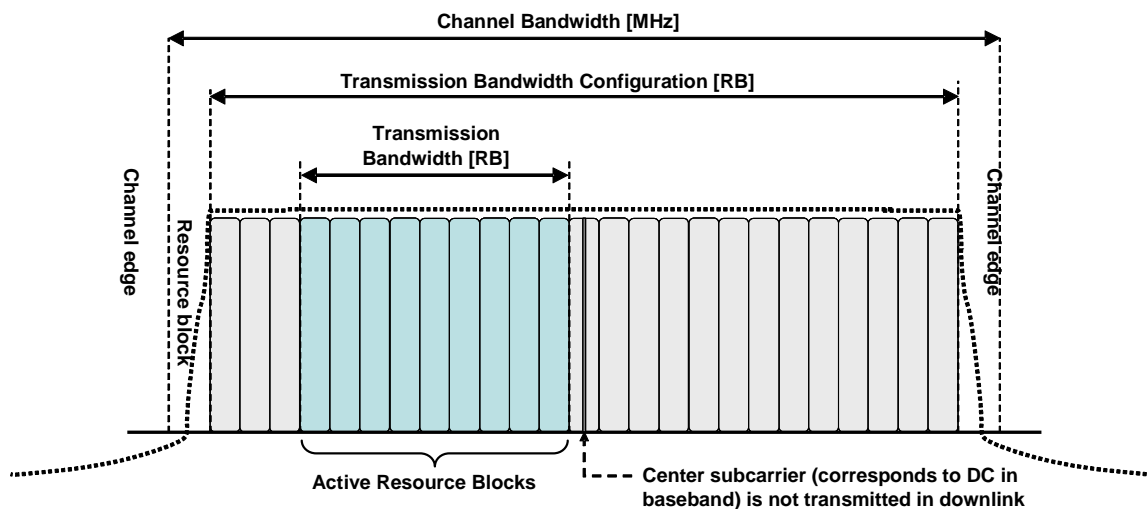 Channel Bandwidth [MHz]
Transmission Bandwidth Configuration [RB]
Transmission
Bandwidth [RB]
Channel edge
Resource block
Channel edge
Active Resource Blocks
Center subcarrier (corresponds to DC in
baseband) is not transmitted in downlink